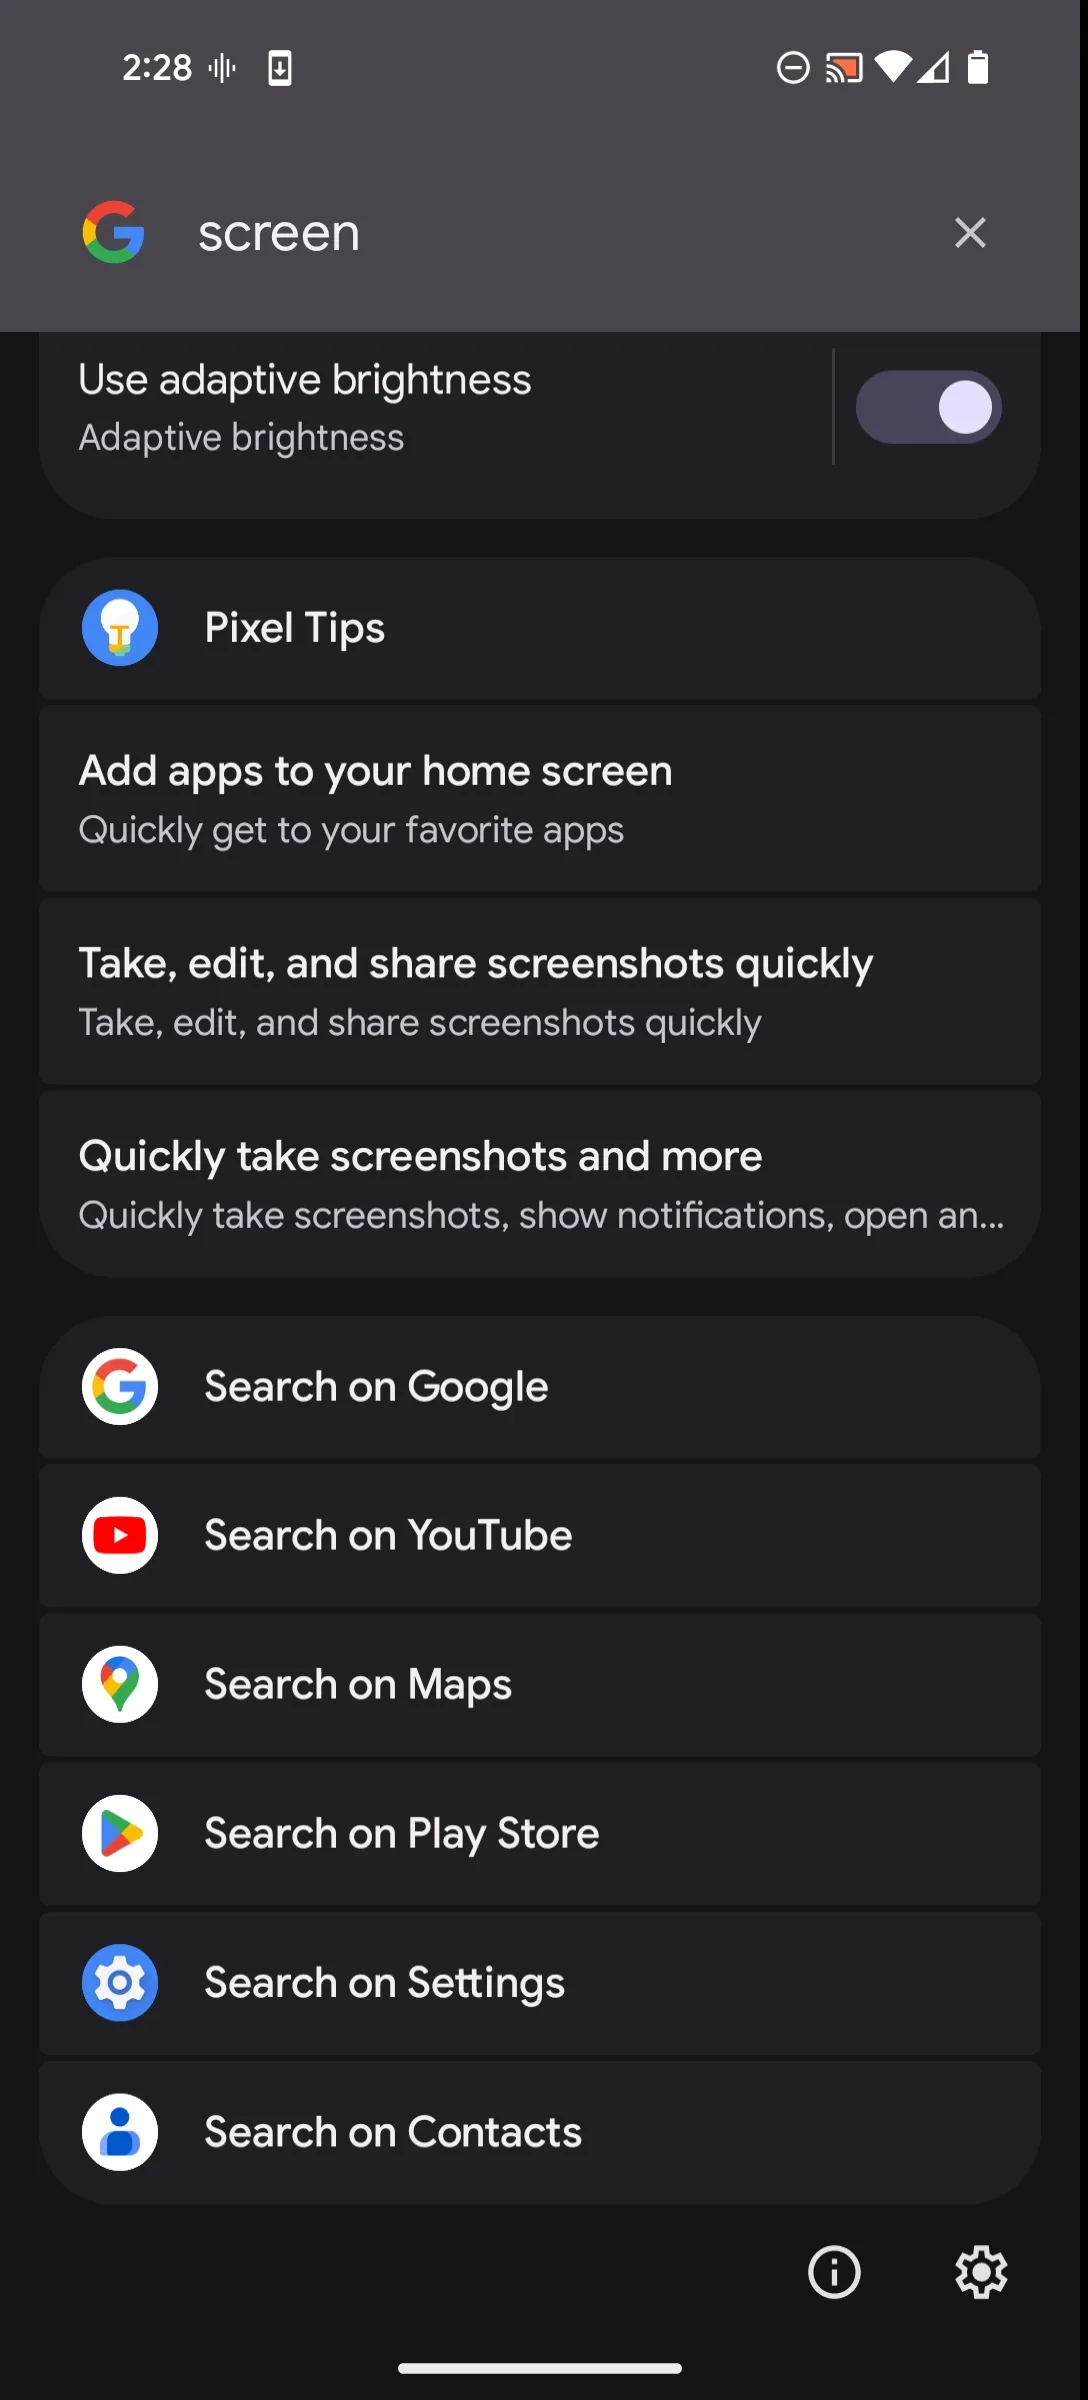 2:28
screen
Use adaptive brightness
Adaptive brightness
Pixel Tips
Add apps to your home screen
Quickly get to your favorite apps
Take, edit, and share screenshots quickly
Take, edit, and share screenshots quickly
Quickly take screenshots and more
Quickly take screenshots, show notifications, open an...
Search on Google
Search on YouTube
Search on Maps
Search on Play Store
Search on Settings
Search on Contacts